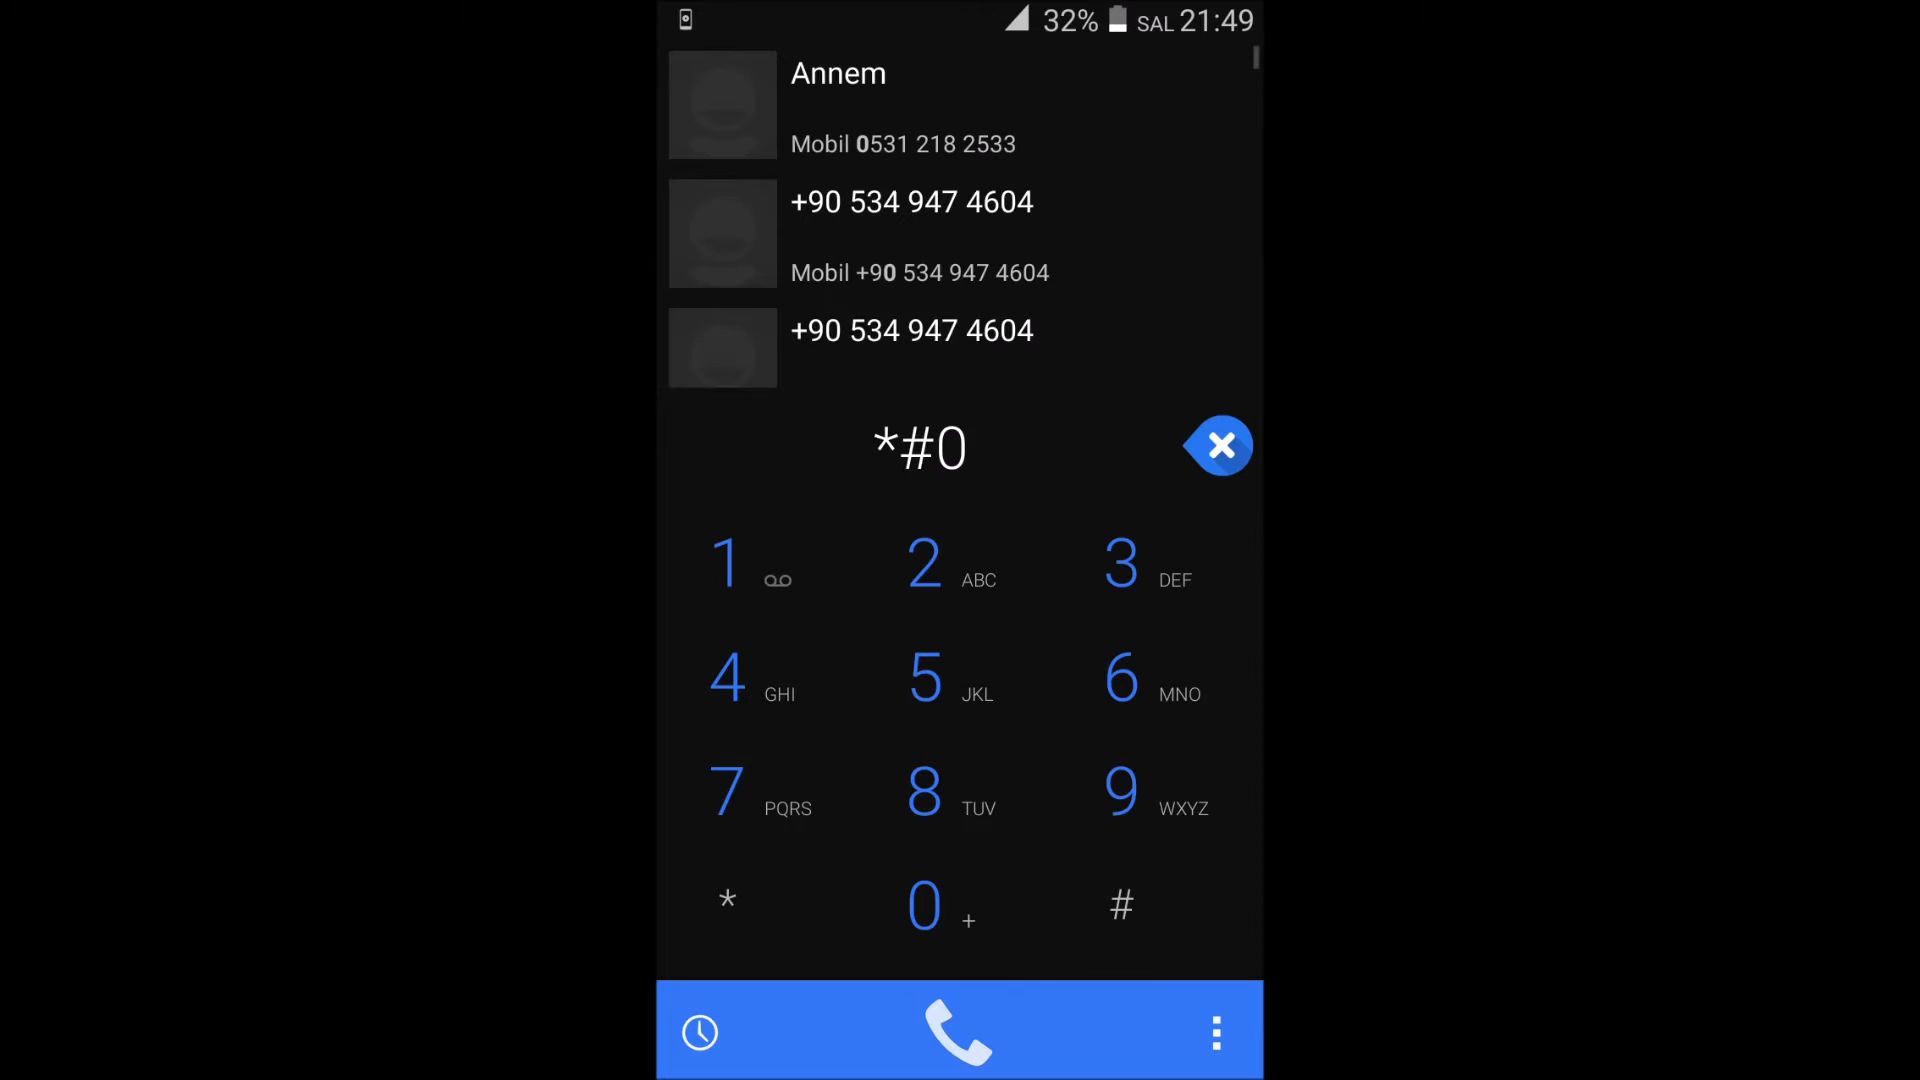 32% SAL 21:49
Annem
Mobil 0531 218 2533
+90 534 947 4604
Mobil +90 534 947 4604
+90 534 947 4604
*#0
1 2 ABC 3 DEF
4 GHI 5 JKL 6 MNO
7 PQRS 8 TUV 9 WXYZ
* 0 + #